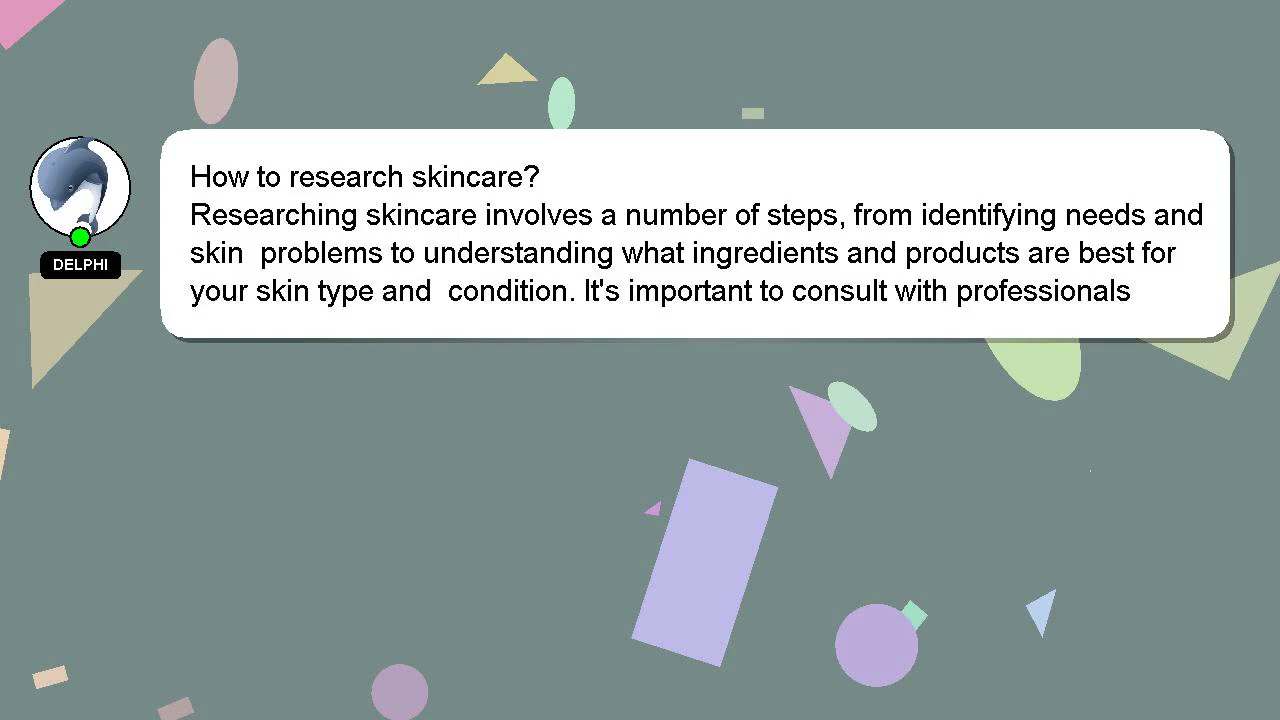 How to research skincare?
Researching skincare involves a number of steps, from identifying needs and
skin  problems to understanding what ingredients and products are best for
your skin type and  condition. It's important to consult with professionals
DELPHI